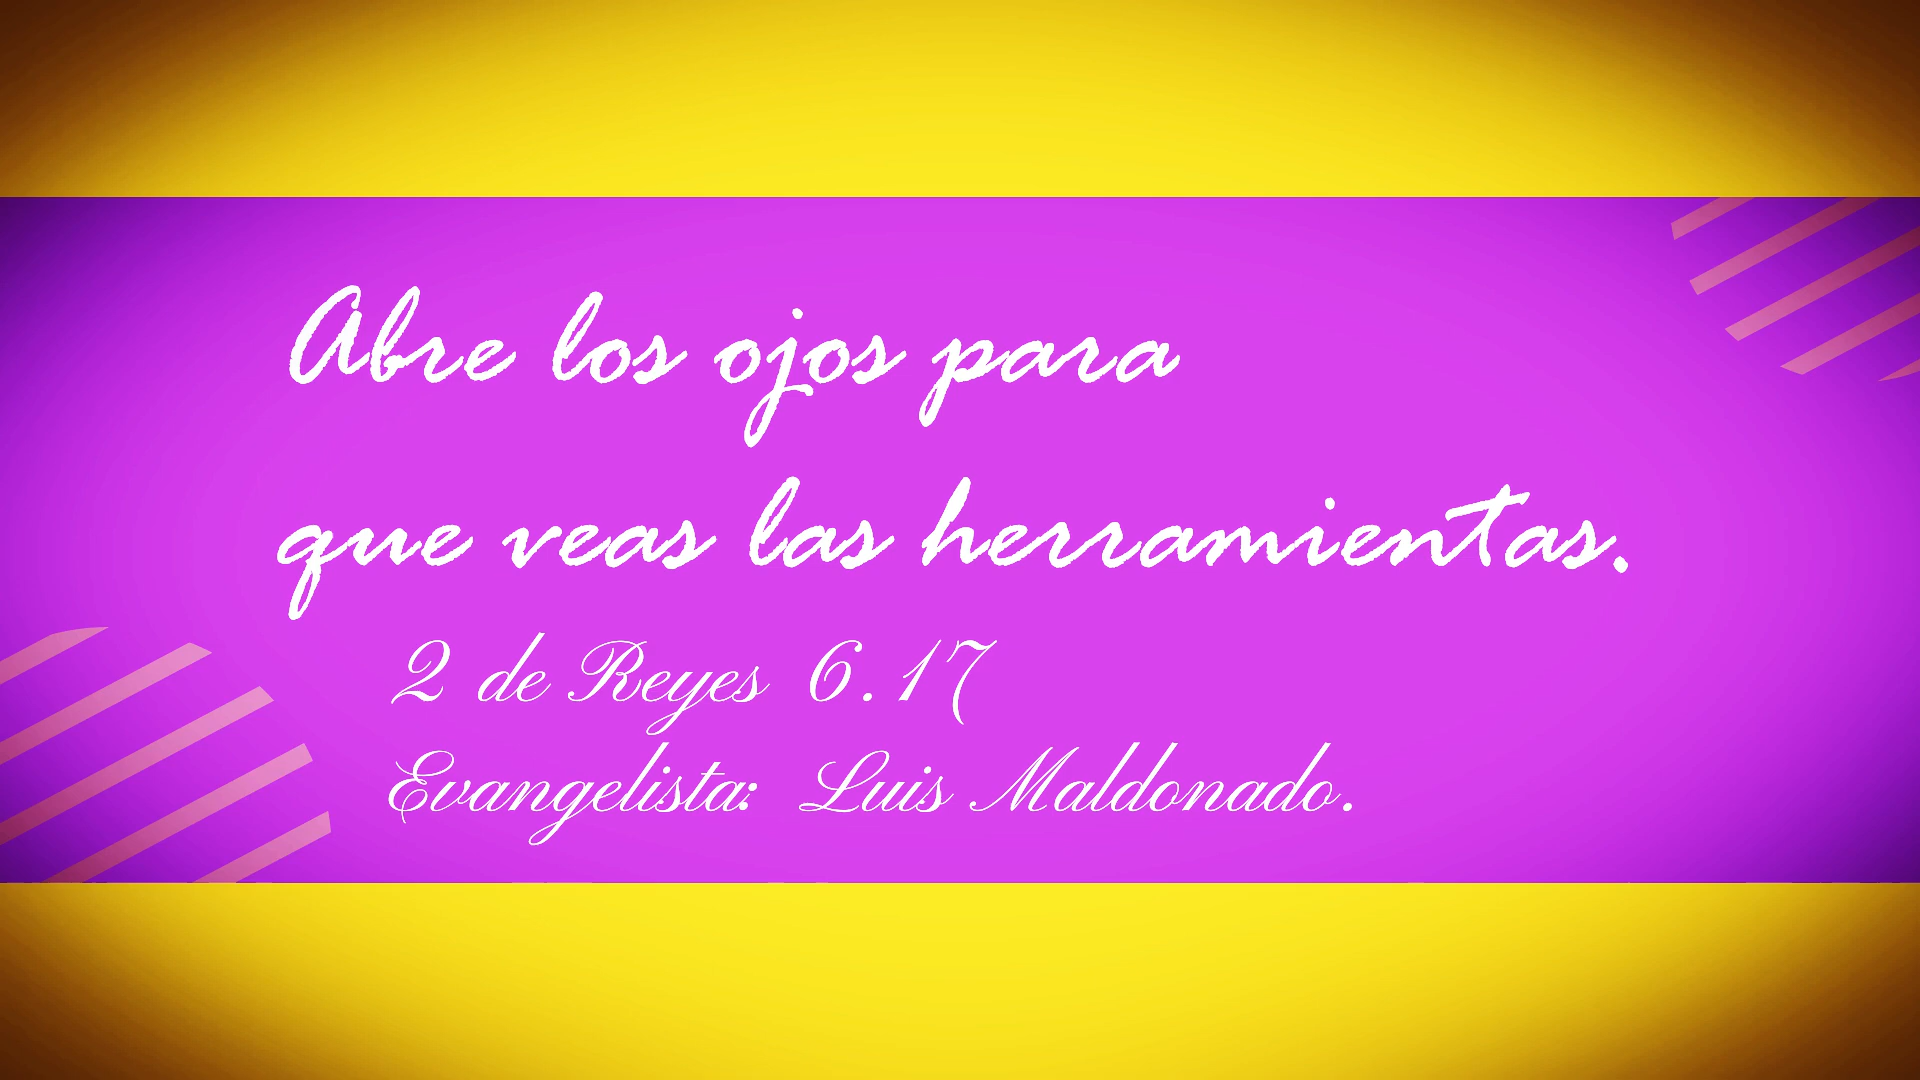 Abre los ojos para
que veas las herramientas.
2 de Reyes 6.17
Evangelista: Luis Maldonado.